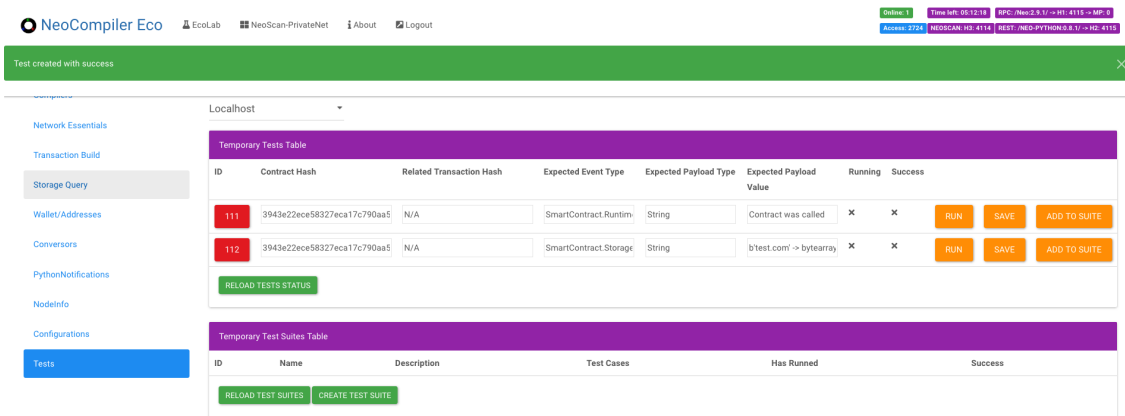 NeoCompiler Eco
EcoLab
NeoScan-PrivateNet
About
Logout
Online: 1
Time left: 05:12:18
RPC: /Neo:2.9.1/ -> H1: 4115 -> MP: 0
Access: 2724
NEOSCAN: H3: 4114
REST: /NEO-PYTHON:0.8.1/ -> H2: 4115
Test created with success
Compilers
Network Essentials
Transaction Build
Storage Query
Wallet/Addresses
Conversors
PythonNotifications
NodeInfo
Configurations
Tests
Localhost
Temporary Tests Table
ID Contract Hash Related Transaction Hash Expected Event Type Expected Payload Type Expected Payload Value Running Success
111 3943e22ece58327eca17c790aa5 N/A SmartContract.Runtim String Contract was called RUN SAVE ADD TO SUITE
112 3943e22ece58327eca17c790aa5 N/A SmartContract.Storage String b'test.com' -> bytearray RUN SAVE ADD TO SUITE
RELOAD TESTS STATUS
Temporary Test Suites Table
ID Name Description Test Cases Has Runned Success
RELOAD TEST SUITES CREATE TEST SUITE